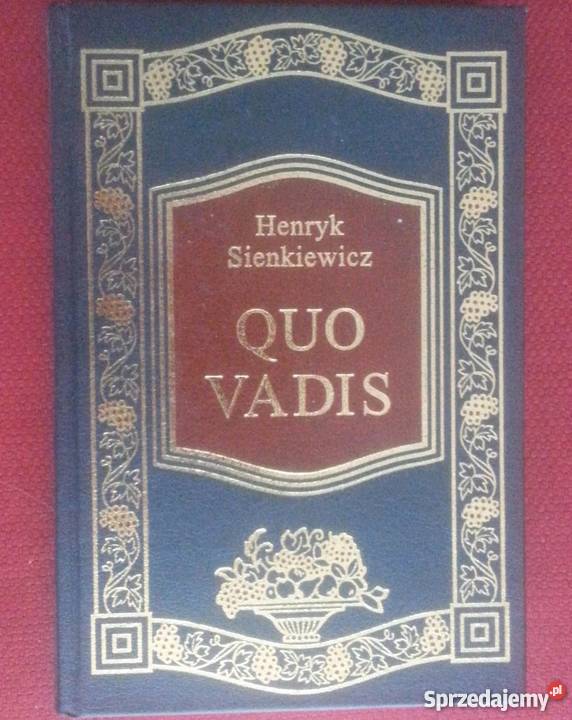 Henryk
Sienkiewicz
QUO
VADIS
Sprzedajemy.pl